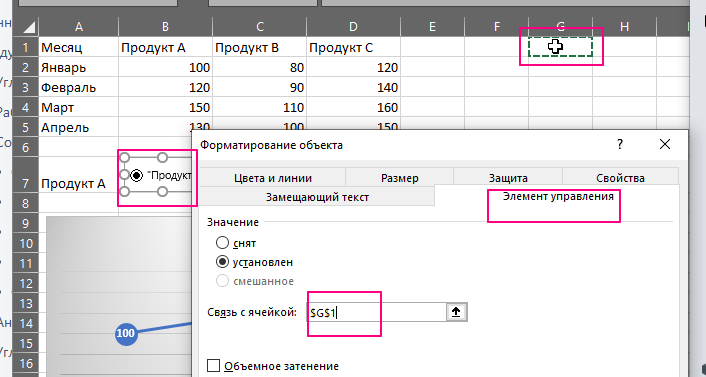 A B C D E F G H
1 Месяц Продукт A Продукт B Продукт C
2 Январь 100 80 120
3 Февраль 120 90 140
4 Март 150 110 160
5 Апрель 130 100 150
6
Форматирование объекта ? ×
7 Продукт A "Продукт
Цвета и линии Размер Защита Свойства
8 Замещающий текст Элемент управления
9 Значение
10 снят
11 установлен
12 смешанное
13
Связь с ячейкой: $G$1
14 100
15
16 Объемное затенение